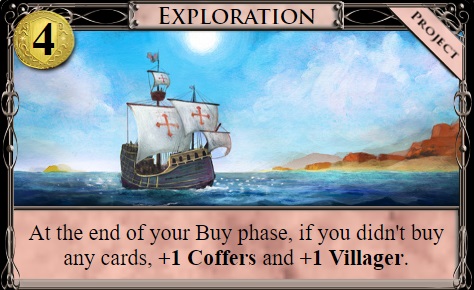 EXPLORATION
PROJECT
4
At the end of your Buy phase, if you didn't buy
any cards, +1 Coffers and +1 Villager.